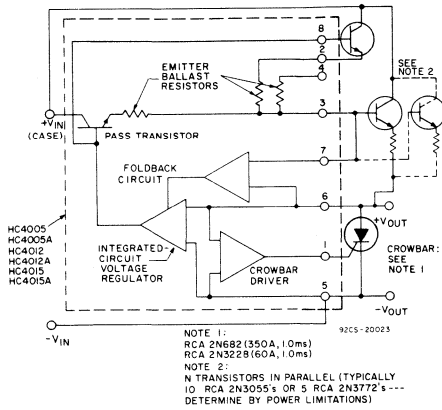 8
2
4
EMITTER
BALLAST
RESISTORS
SEE
NOTE 2
3
+VIN
(CASE)
PASS TRANSISTOR
7
FOLDBACK
CIRCUIT
6
+VOUT
HC4005
HC4005A
HC4012
HC4012A
HC4015
HC4015A
INTEGRATED-
CIRCUIT
VOLTAGE
REGULATOR
CROWBAR
DRIVER
1
CROWBAR:
SEE
NOTE 1
5
-VOUT
-VIN
92CS-20023
NOTE 1:
RCA 2N682 (350A, 1.0ms)
RCA 2N3228 (60A, 1.0ms)
NOTE 2:
N TRANSISTORS IN PARALLEL (TYPICALLY
10 RCA 2N3055's OR 5 RCA 2N3772's ---
DETERMINE BY POWER LIMITATIONS)